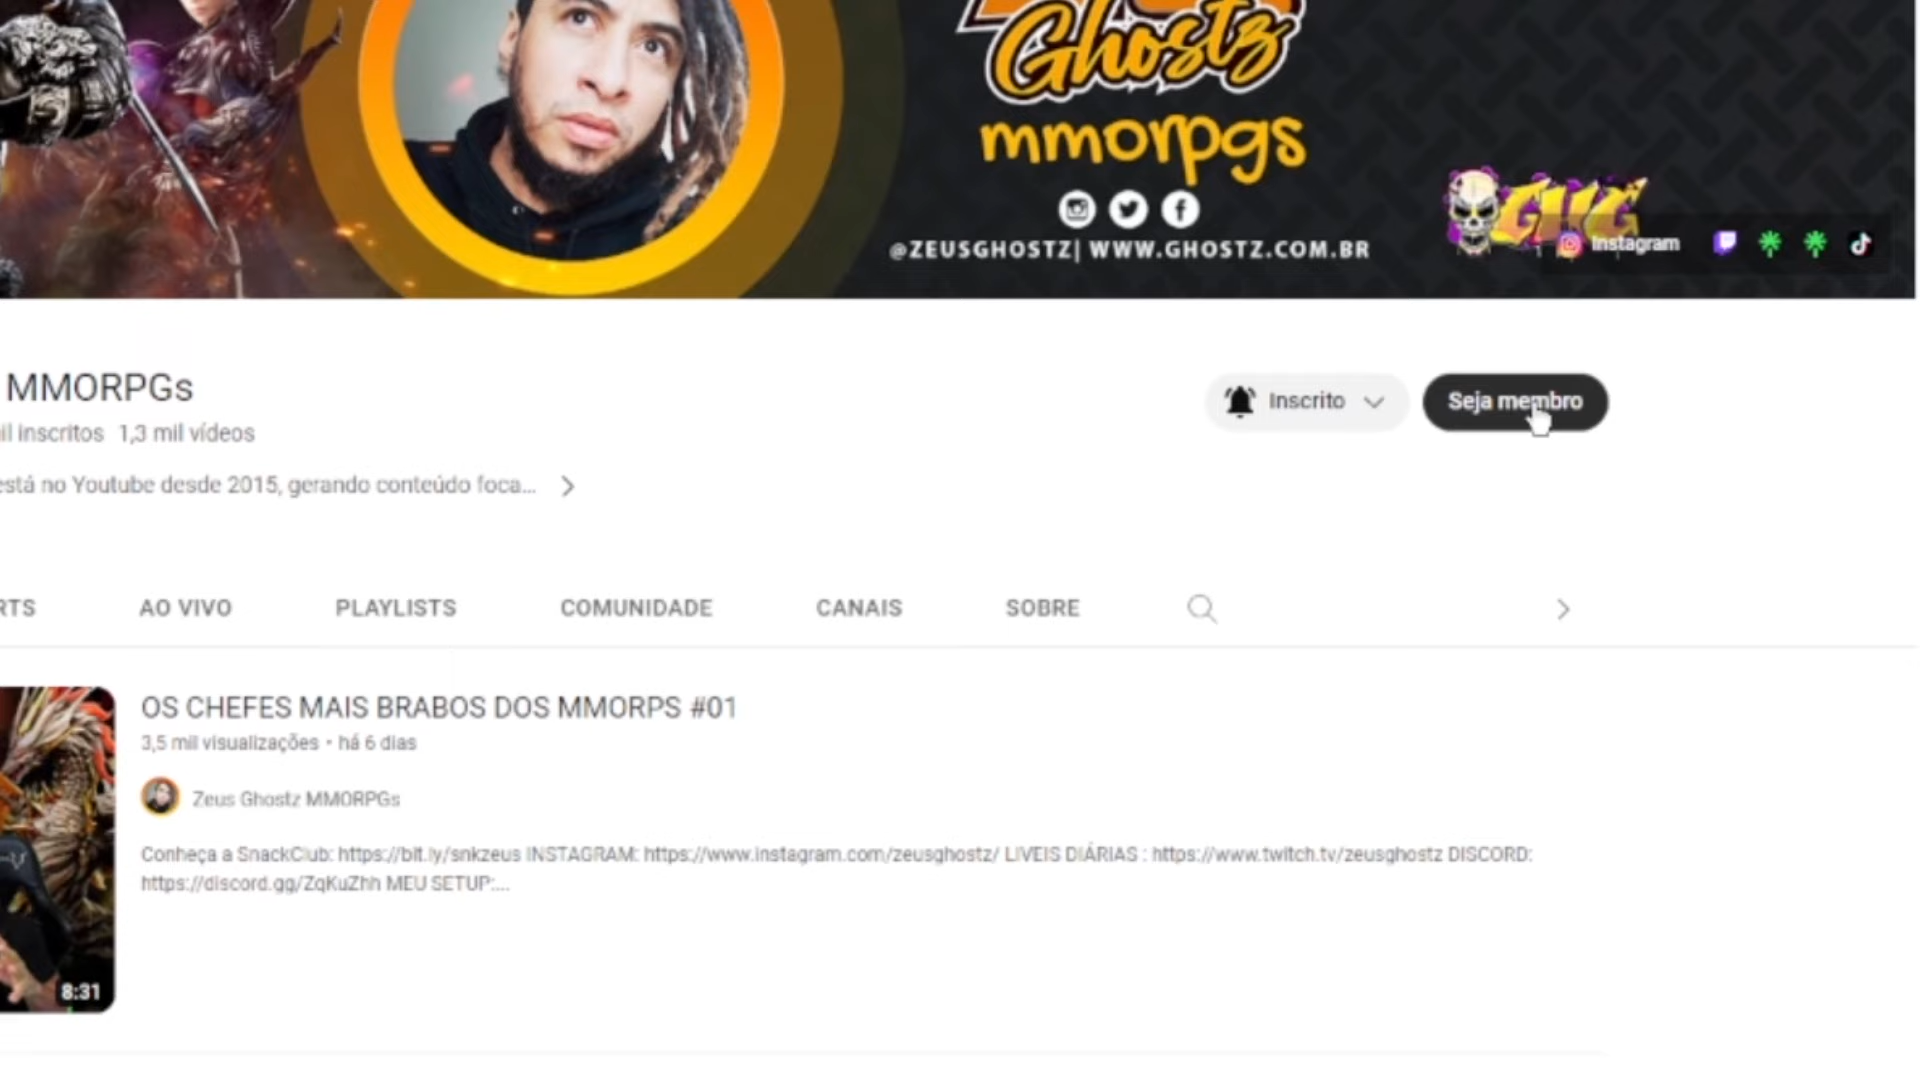 Ghostz
mmorpgs
@ZEUSGHOSTZ| WWW.GHOSTZ.COM.BR
GHG
Instagram
MMORPGs
Inscrito
Seja membro
il inscritos 1,3 mil vídeos
está no Youtube desde 2015, gerando conteúdo foca...
RTS
AO VIVO
PLAYLISTS
COMUNIDADE
CANAIS
SOBRE
OS CHEFES MAIS BRABOS DOS MMORPS #01
3,5 mil visualizações • há 6 dias
Zeus Ghostz MMORPGs
Conheça a SnackClub: https://bit.ly/snkzeus INSTAGRAM: https://www.instagram.com/zeusghostz/ LIVEIS DIÁRIAS : https://www.twitch.tv/zeusghostz DISCORD:
https://discord.gg/ZqKuZhh MEU SETUP:...
8:31